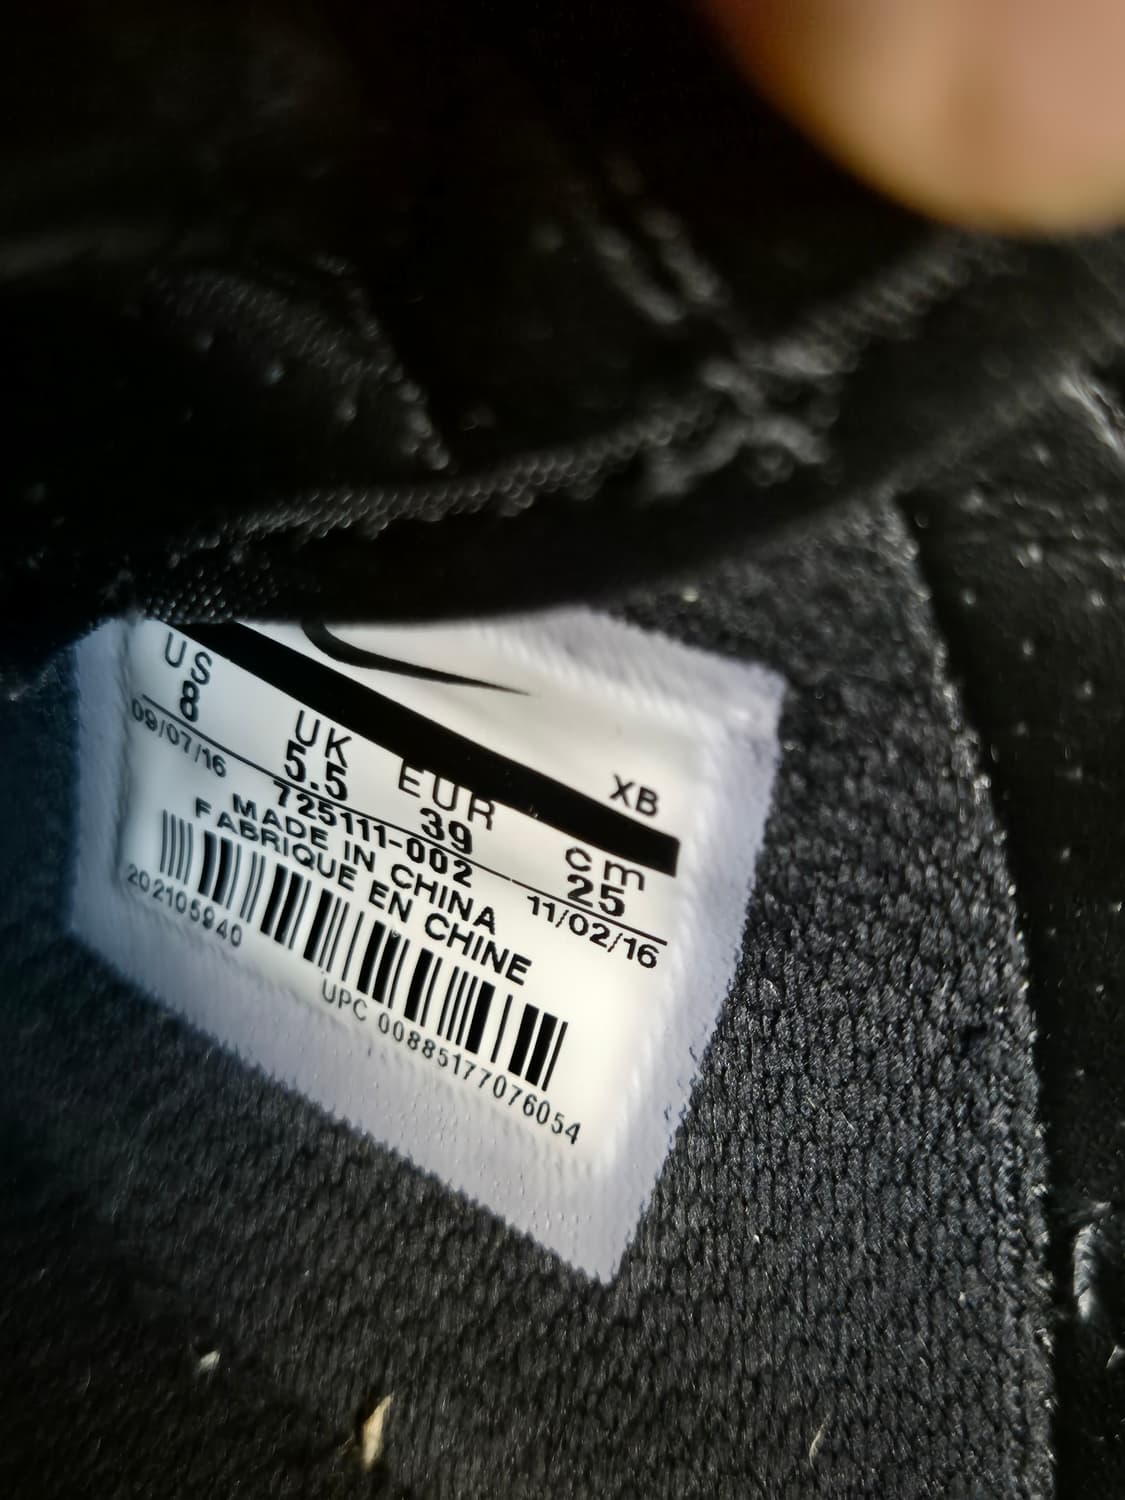 XB
US UK EUR cm
8 5.5 39 25
09/07/16 725111-002 11/02/16
MADE IN CHINA
FABRIQUE EN CHINE
202105940
UPC 00885177076054